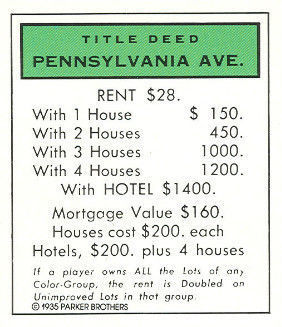 TITLE DEED
PENNSYLVANIA AVE.
RENT $28.
With 1 House $ 150.
With 2 Houses 450.
With 3 Houses 1000.
With 4 Houses 1200.
With HOTEL $1400.
Mortgage Value $160.
Houses cost $200. each
Hotels, $200. plus 4 houses
If a player owns ALL the Lots of any
Color-Group, the rent is Doubled on
Unimproved Lots in that group.
©1935 PARKER BROTHERS